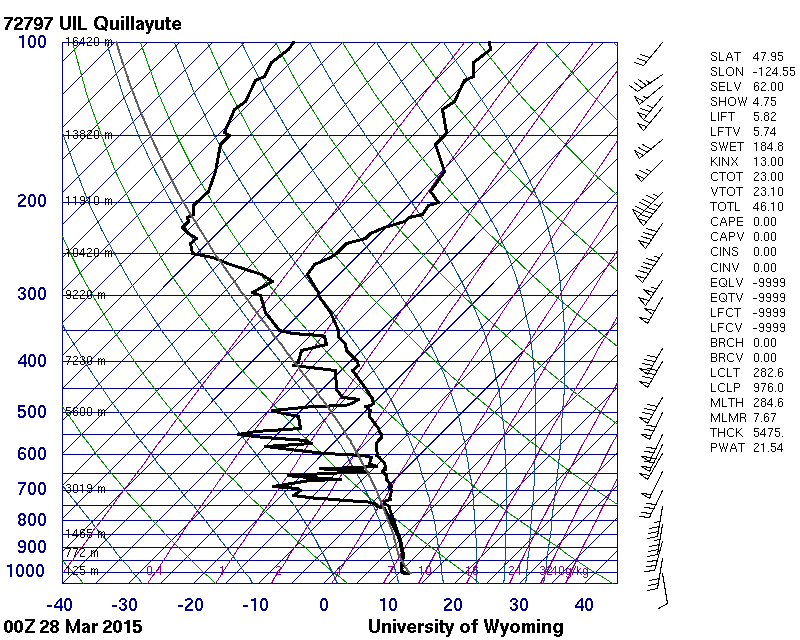 72797 UIL Quillayute
100 16420 m
13820 m
200 11910 m
10420 m
300 9220 m
400 7230 m
500 5600 m
600
700 3019 m
800
1465 m
900
772 m
1000 125 m 0.4 1 2 4 7 10 16 24 32 40g/kg
-40 -30 -20 -10 0 10 20 30 40
00Z 28 Mar 2015 University of Wyoming
SLAT 47.95
SLON -124.55
SELV 62.00
SHOW 4.75
LIFT 5.82
LFTV 5.74
SWET 184.8
KINX 13.00
CTOT 23.00
VTOT 23.10
TOTL 46.10
CAPE 0.00
CAPV 0.00
CINS 0.00
CINV 0.00
EQLV -9999
EQTV -9999
LFCT -9999
LFCV -9999
BRCH 0.00
BRCV 0.00
LCLT 282.6
LCLP 976.0
MLTH 284.6
MLMR 7.67
THCK 5475.
PWAT 21.54